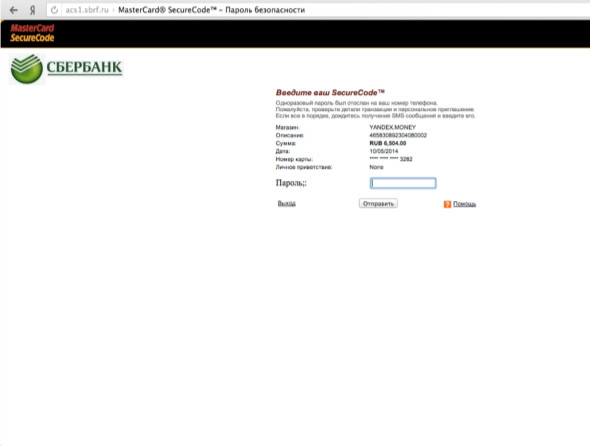 Я acs1.sbrf.ru · MasterCard® SecureCode™ – Пароль безопасности
MasterCard
SecureCode
СБЕРБАНК
Введите ваш SecureCode™
Одноразовый пароль был отослан на ваш номер телефона.
Пожалуйста, проверьте детали транзакции и персональное приглашение.
Если все в порядке, дождитесь получения SMS сообщения и введите его.
Магазин: YANDEX.MONEY
Описание: 465830892304080002
Сумма: RUB 6,504.00
Дата: 10/05/2014
Номер карты: **** **** **** 3282
Личное приветствие: None
Пароль;:
Выход Отправить ? Помощь